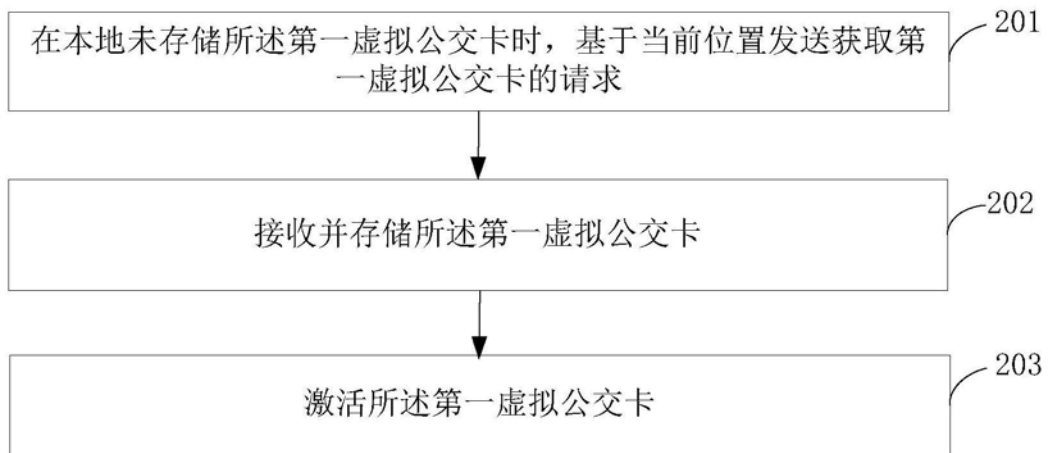 在本地未存储所述第一虚拟公交卡时，基于当前位置发送获取第
一虚拟公交卡的请求
201
接收并存储所述第一虚拟公交卡
202
激活所述第一虚拟公交卡
203